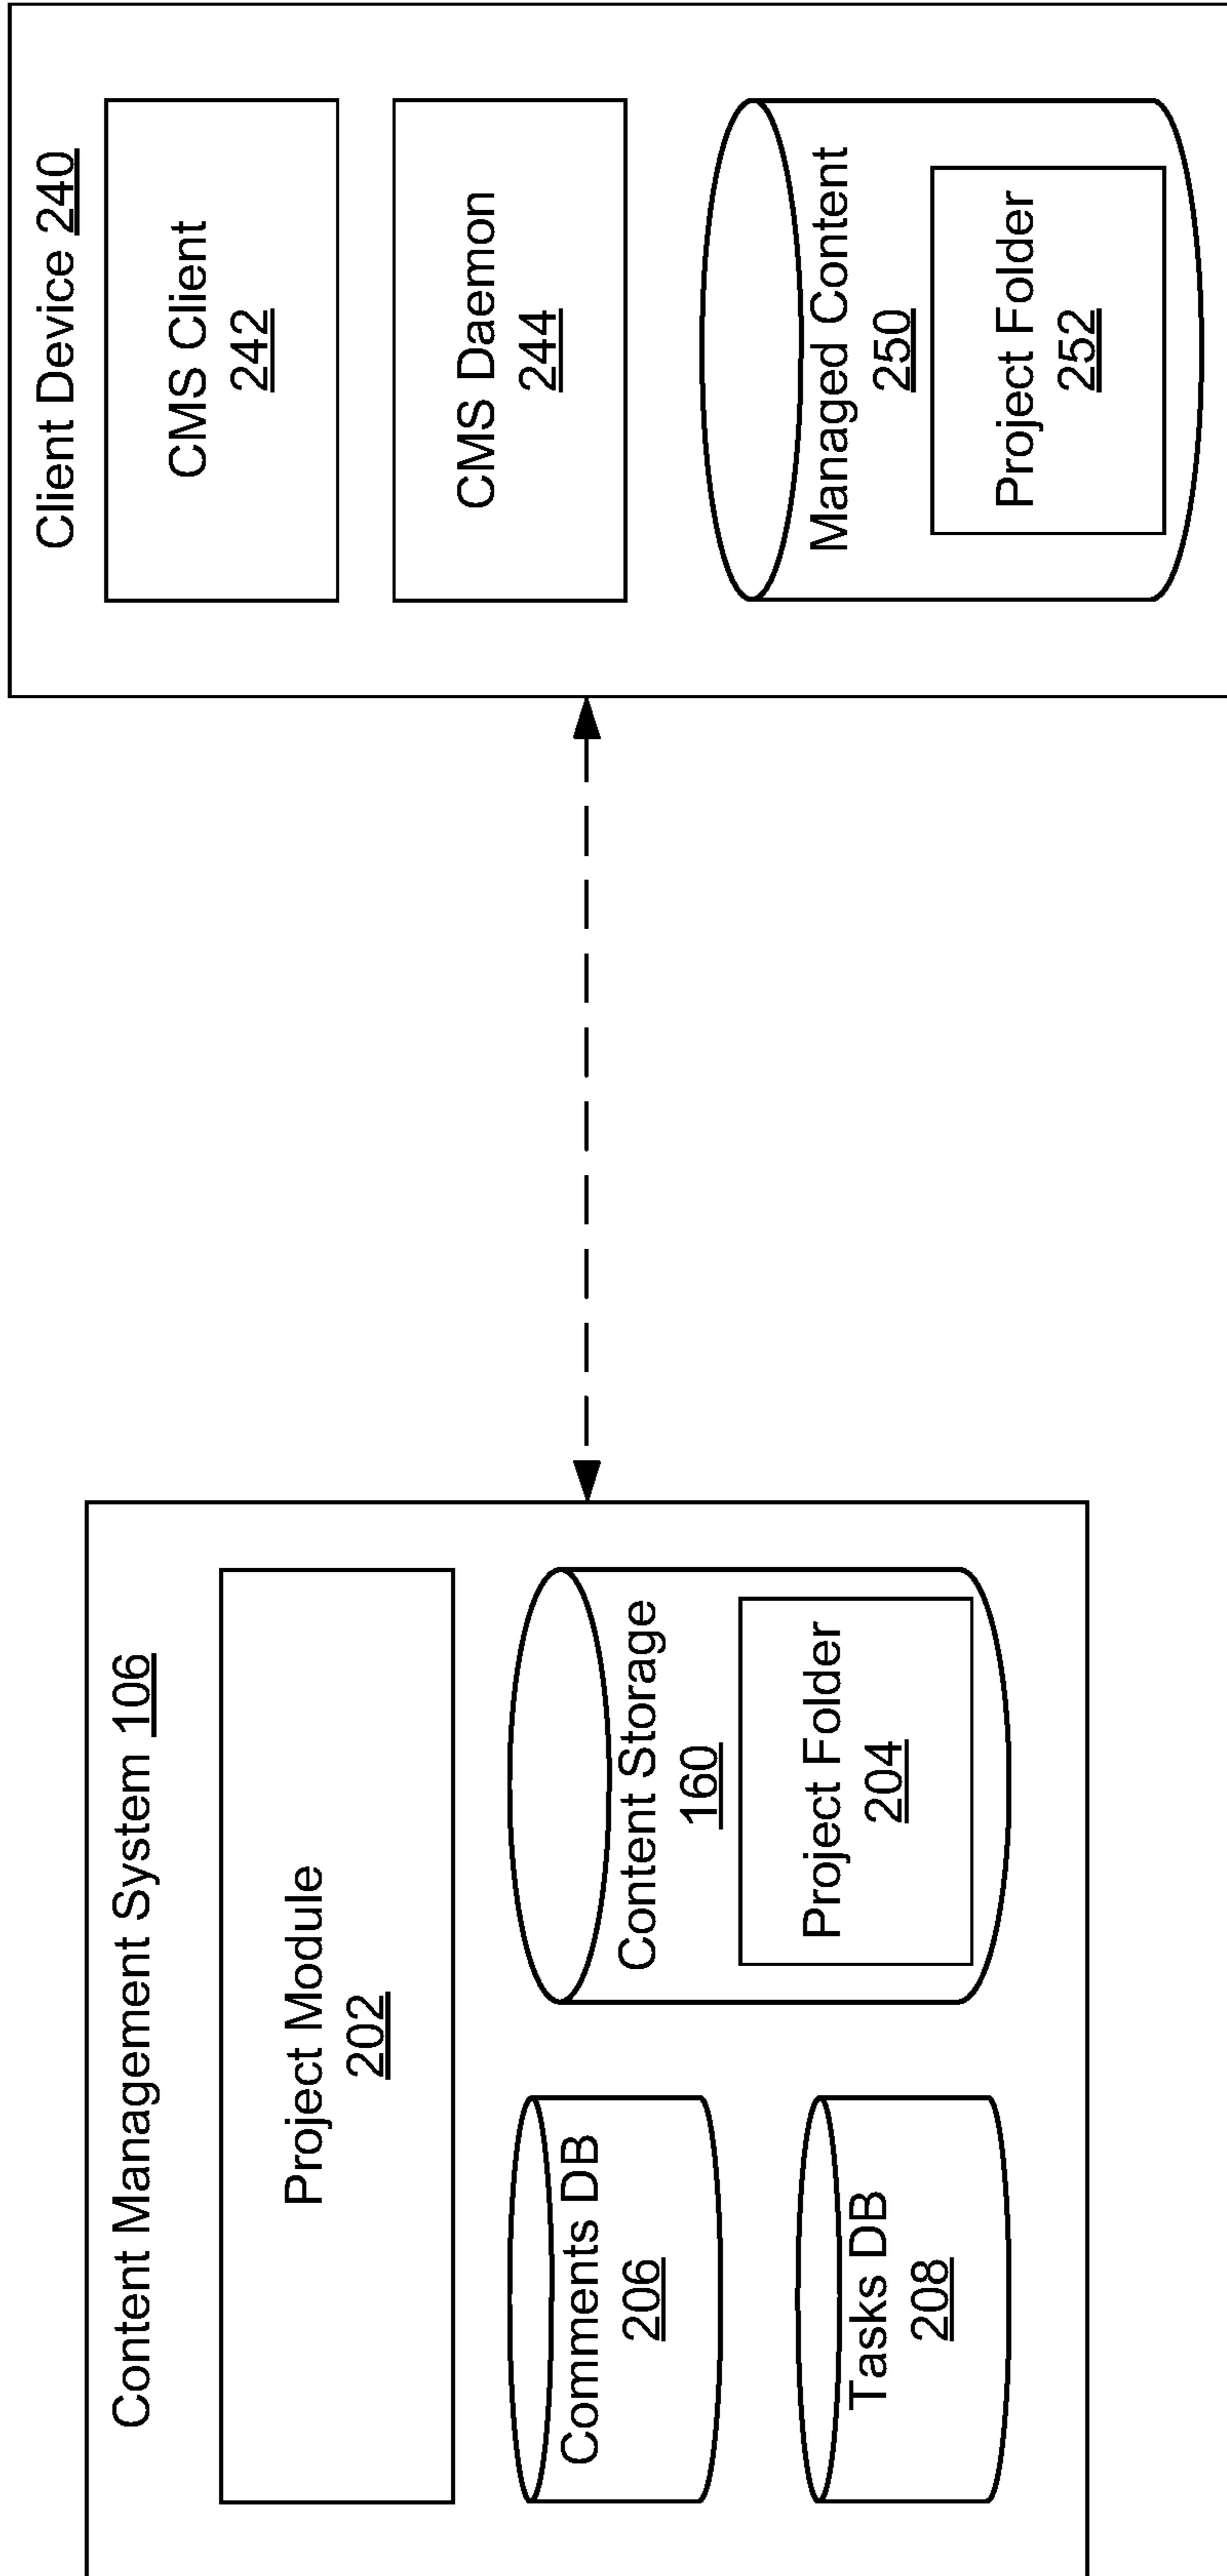 Content Management System 106
Project Module
202
Comments DB
206
Tasks DB
208
Content Storage
160
Project Folder
204
Client Device 240
CMS Client
242
CMS Daemon
244
Managed Content
250
Project Folder
252